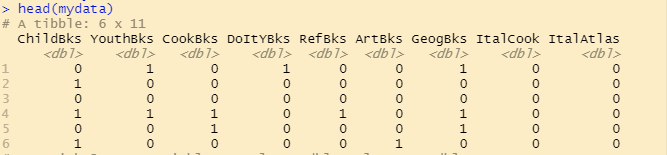 > head(mydata)
# A tibble: 6 x 11
ChildBks YouthBks CookBks DoItYBks RefBks ArtBks GeogBks ItalCook ItalAtlas
<dbl> <dbl> <dbl> <dbl> <dbl> <dbl> <dbl> <dbl> <dbl>
1 0 1 0 1 0 0 1 0 0
2 1 0 0 0 0 0 0 0 0
3 0 0 0 0 0 0 0 0 0
4 1 1 1 0 1 0 1 0 0
5 0 0 1 0 0 0 1 0 0
6 1 0 0 0 0 1 0 0 0